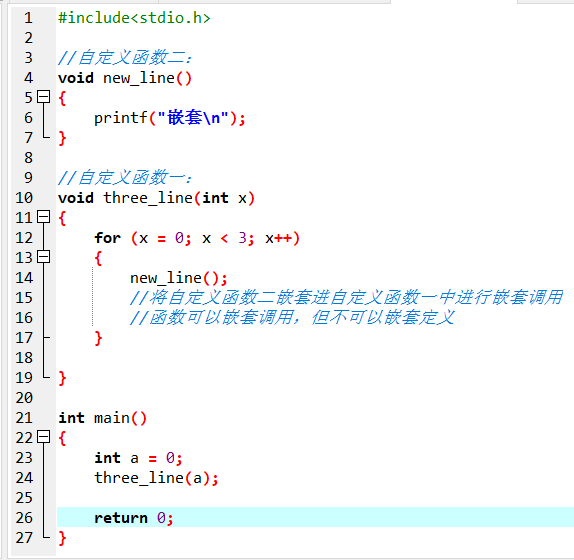 1 #include<stdio.h>
2
3 //自定义函数二:
4 void new_line()
5 {
6     printf("嵌套\n");
7 }
8
9 //自定义函数一:
10 void three_line(int x)
11 {
12     for (x = 0; x < 3; x++)
13     {
14         new_line();
15         //将自定义函数二嵌套进自定义函数一中进行嵌套调用
16         //函数可以嵌套调用，但不可以嵌套定义
17     }
18
19 }
20
21 int main()
22 {
23     int a = 0;
24     three_line(a);
25
26     return 0;
27 }